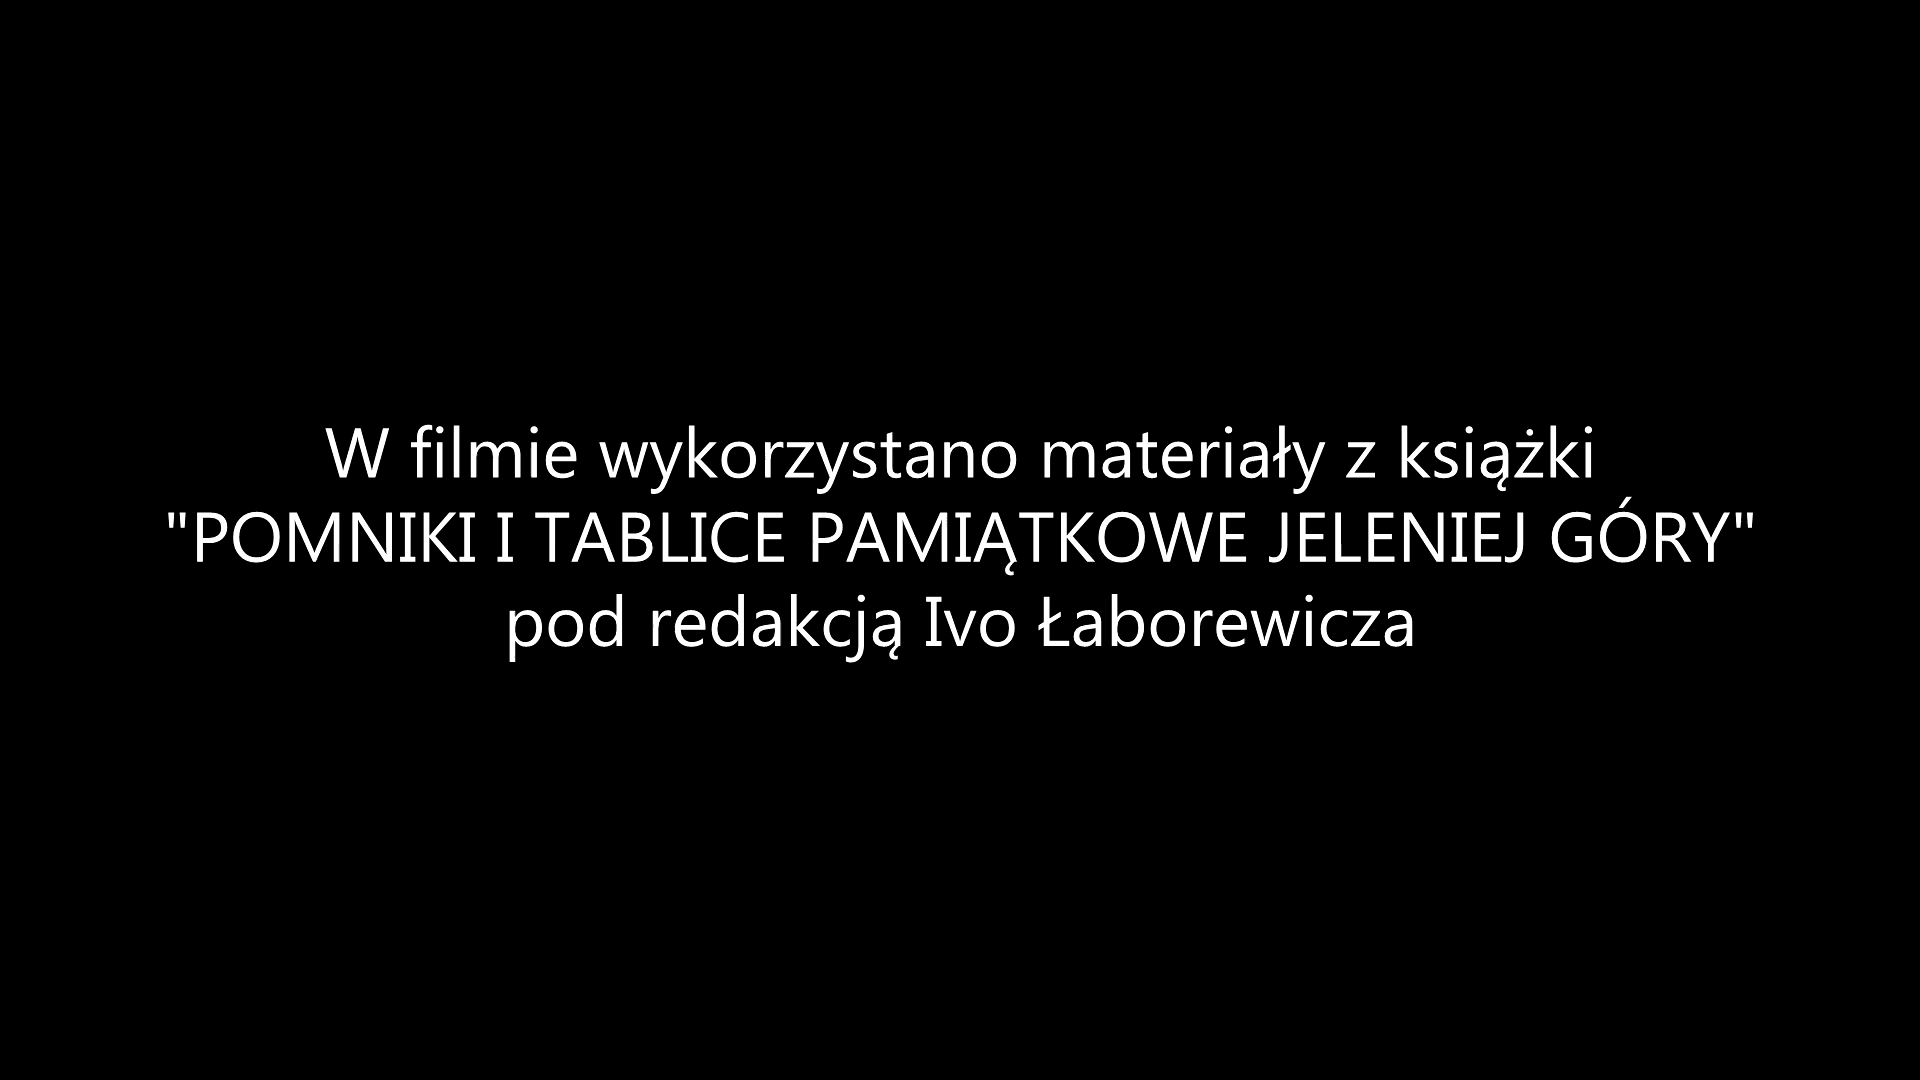 W filmie wykorzystano materiały z książki
"POMNIKI I TABLICE PAMIĄTKOWE JELENIEJ GÓRY"
pod redakcją Ivo Łaborewicza